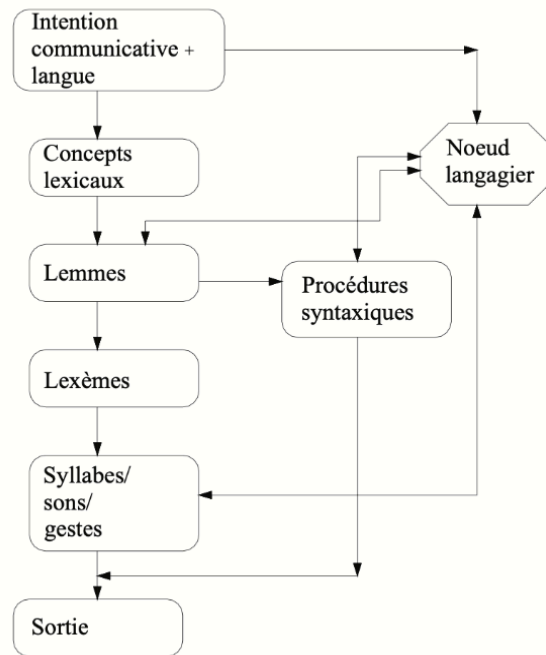 Intention
communicative +
langue
Concepts
lexicaux
Noeud
langagier
Lemmes
Procédures
syntaxiques
Lexèmes
Syllabes/
sons/
gestes
Sortie